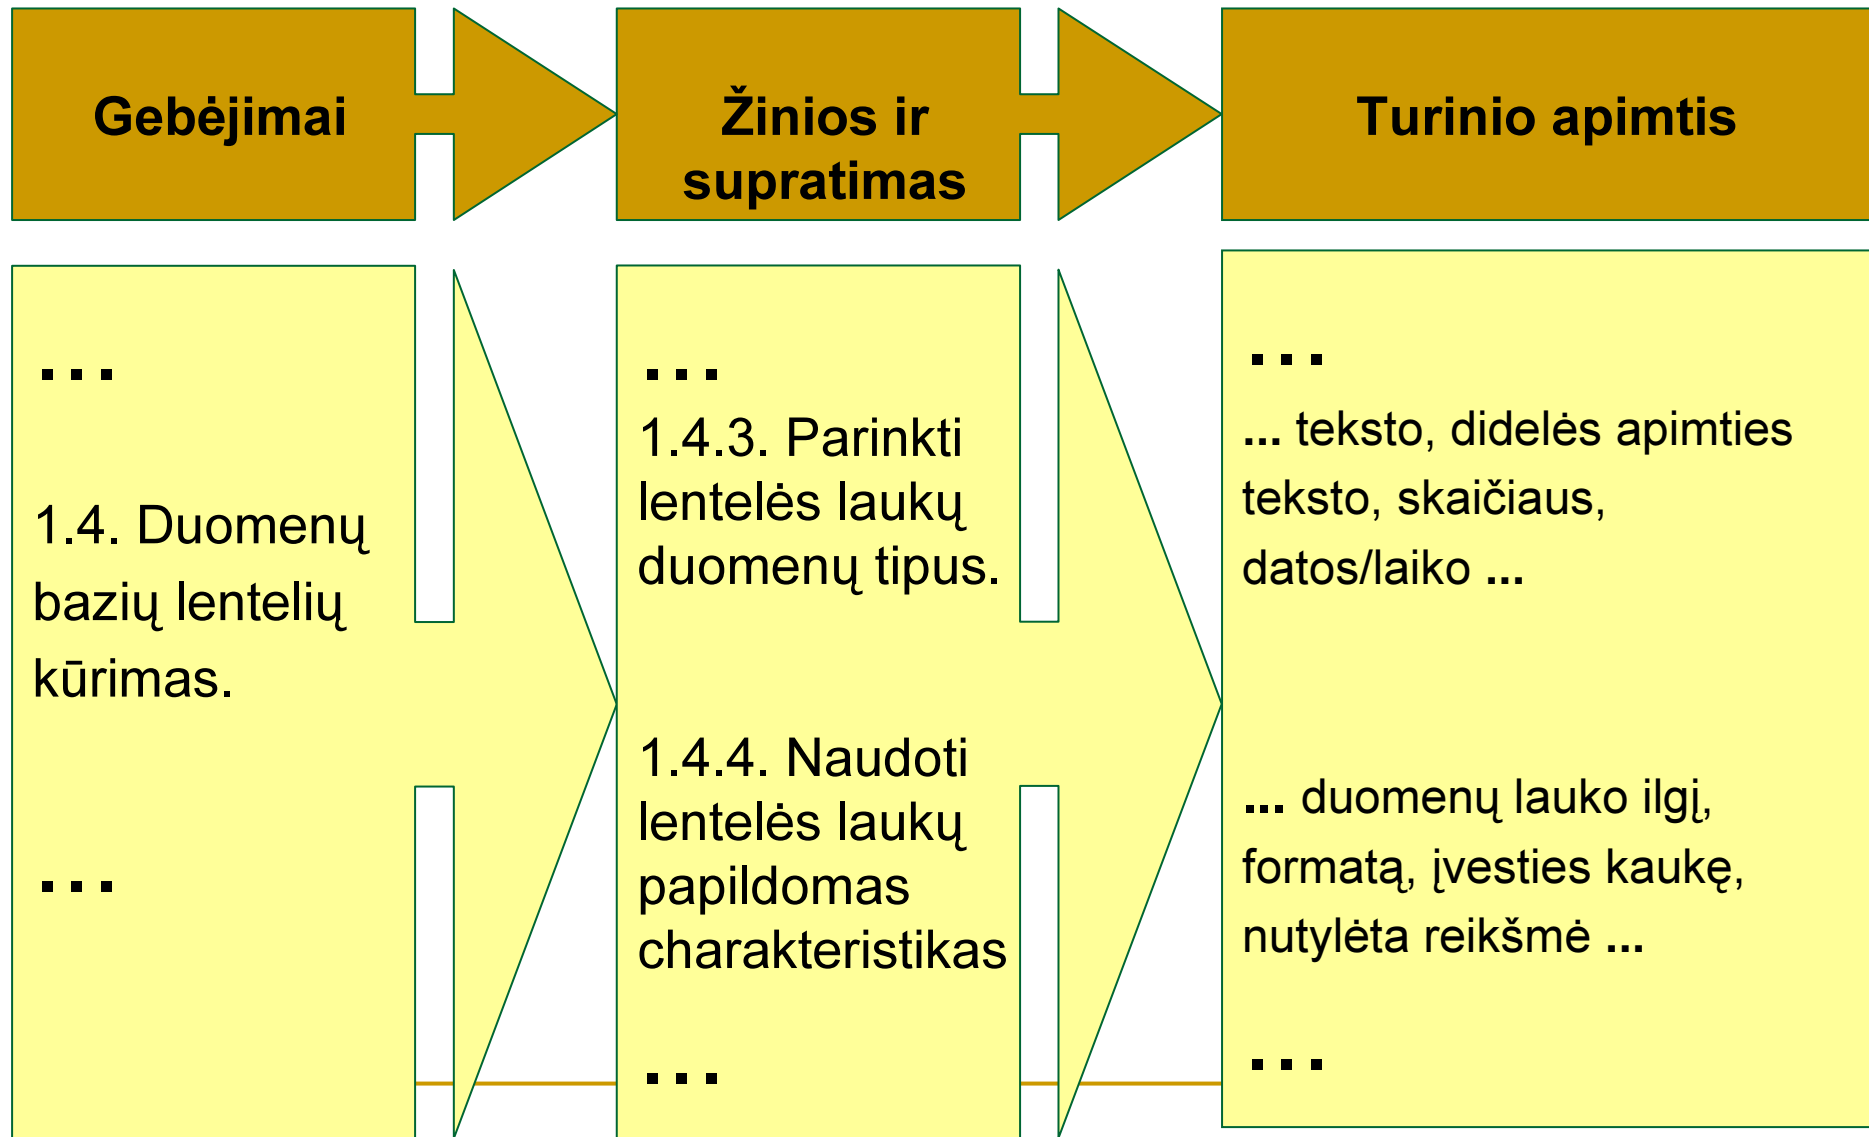 Gebėjimai
Žinios ir
supratimas
Turinio apimtis
...
1.4. Duomenų
bazių lentelių
kūrimas.
...
...
1.4.3. Parinkti
lentelės laukų
duomenų tipus.
1.4.4. Naudoti
lentelės laukų
papildomas
charakteristikas
...
...
... teksto, didelės apimties
teksto, skaičiaus,
datos/laiko ...
... duomenų lauko ilgį,
formatą, įvesties kaukę,
nutylėta reikšmė ...
...